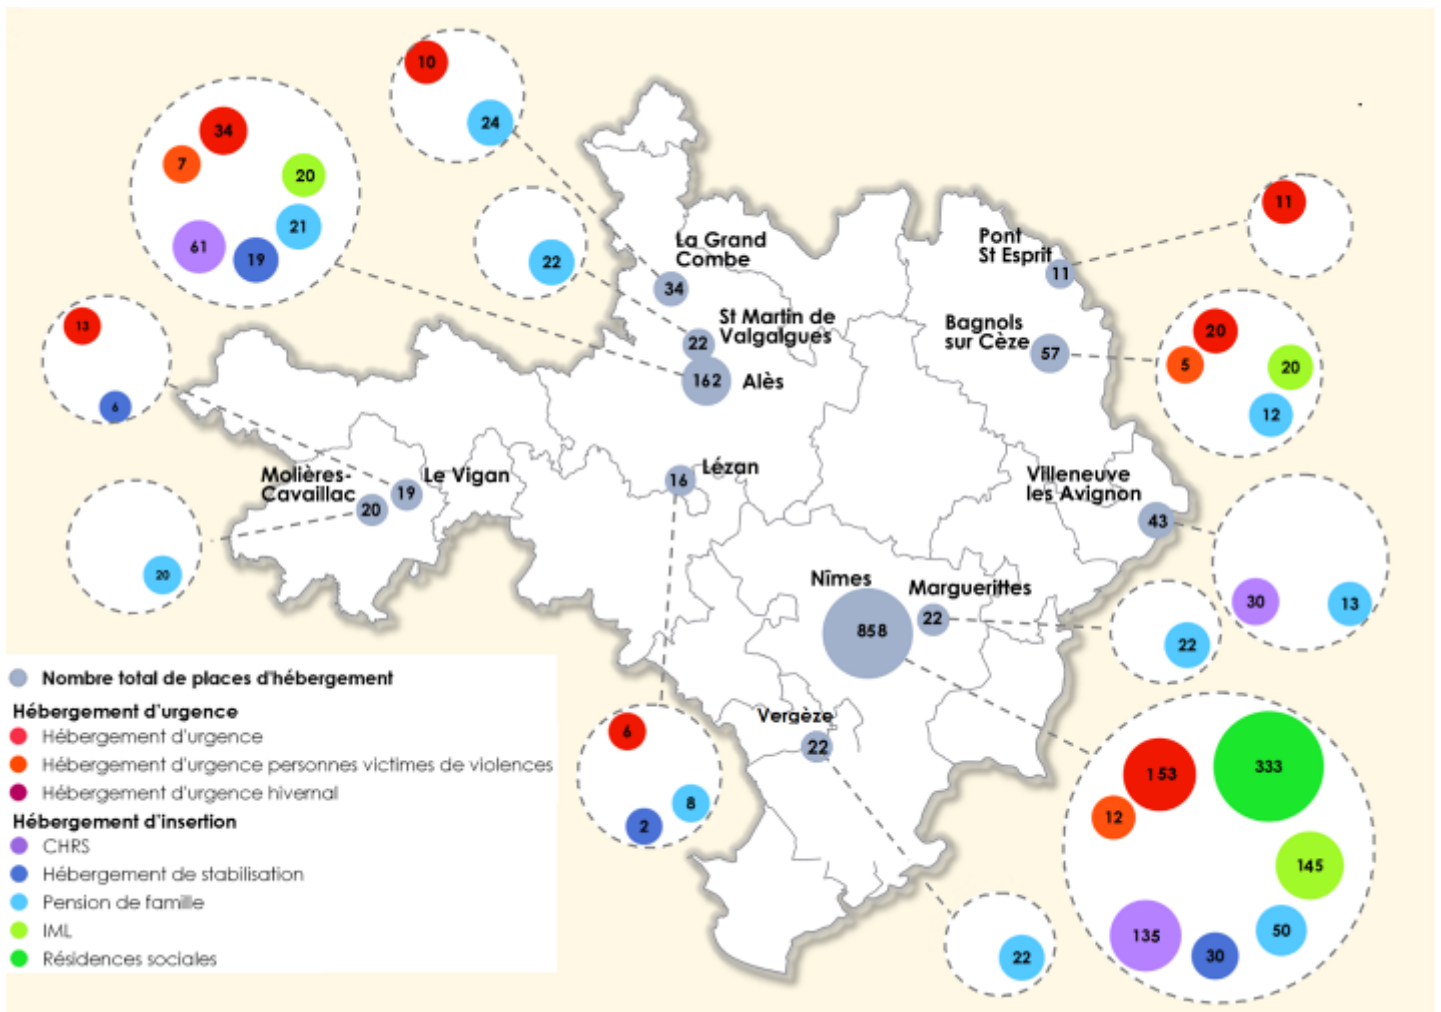 10
24
34
7
20
21
61
19
22
11
La Grand
Combe
34
Pont
St Esprit
11
St Martin de
Valgalgues
22
Bagnols
sur Cèze
57
20
5
20
12
162
Alès
13
6
Molières-
Cavaillac
20
Le Vigan
19
Lézan
16
Villeneuve
les Avignon
43
20
30
13
Nîmes
858
Marguerittes
22
22
Nombre total de places d'hébergement
Hébergement d'urgence
Hébergement d'urgence
Hébergement d'urgence personnes victimes de violences
Hébergement d'urgence hivernal
Hébergement d'insertion
CHRS
Hébergement de stabilisation
Pension de famille
IML
Résidences sociales
6
8
2
Vergèze
22
22
153
333
12
145
135
30
50